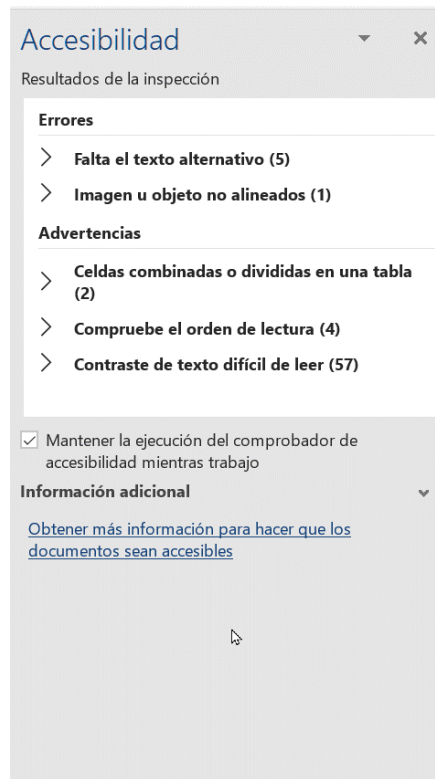 Accesibilidad
Resultados de la inspección
Errores
Falta el texto alternativo (5)
Imagen u objeto no alineados (1)
Advertencias
Celdas combinadas o divididas en una tabla
(2)
Compruebe el orden de lectura (4)
Contraste de texto difícil de leer (57)
Mantener la ejecución del comprobador de
accesibilidad mientras trabajo
Información adicional
Obtener más información para hacer que los
documentos sean accesibles